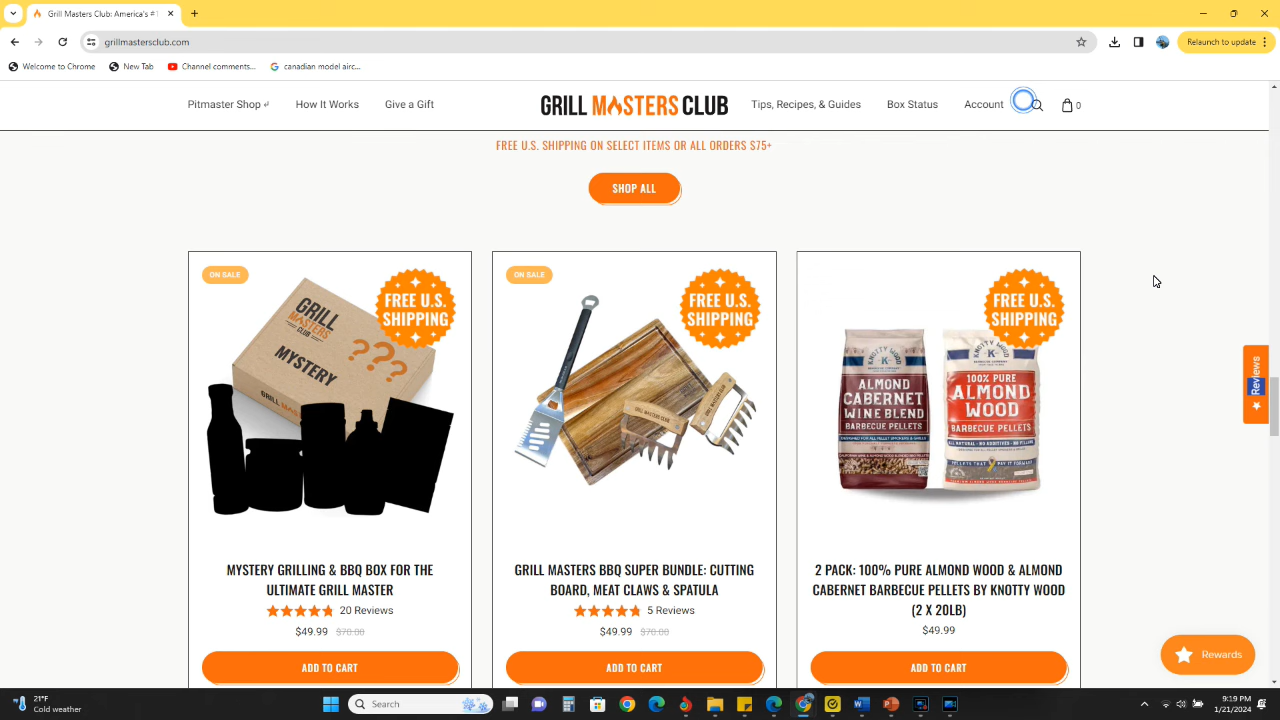 Grill Masters Club: America's #1
grillmastersclub.com
Relaunch to update
Welcome to Chrome
New Tab
Channel comments...
canadian model airc...
Pitmaster Shop
How It Works
Give a Gift
GRILL MASTERS CLUB
Tips, Recipes, & Guides
Box Status
Account
0
FREE U.S. SHIPPING ON SELECT ITEMS OR ALL ORDERS $75+
SHOP ALL
ON SALE
FREE U.S.
SHIPPING
GRILL
MASTERS
CLUB
MYSTERY
???
ON SALE
FREE U.S.
SHIPPING
FREE U.S.
SHIPPING
KNOTTY WOOD
K
ALMOND
CABERNET
WINE BLEND
BARBECUE PELLETS
100% PURE
ALMOND
WOOD
BARBECUE PELLETS
MYSTERY GRILLING & BBQ BOX FOR THE
ULTIMATE GRILL MASTER
20 Reviews
$49.99 $70.00
ADD TO CART
GRILL MASTERS BBQ SUPER BUNDLE: CUTTING
BOARD, MEAT CLAWS & SPATULA
5 Reviews
$49.99 $70.00
ADD TO CART
2 PACK: 100% PURE ALMOND WOOD & ALMOND
CABERNET BARBECUE PELLETS BY KNOTTY WOOD
(2 X 20LB)
$49.99
ADD TO CART
Reviews
Rewards
21°F
Cold weather
Search
9:19 PM
1/21/2024